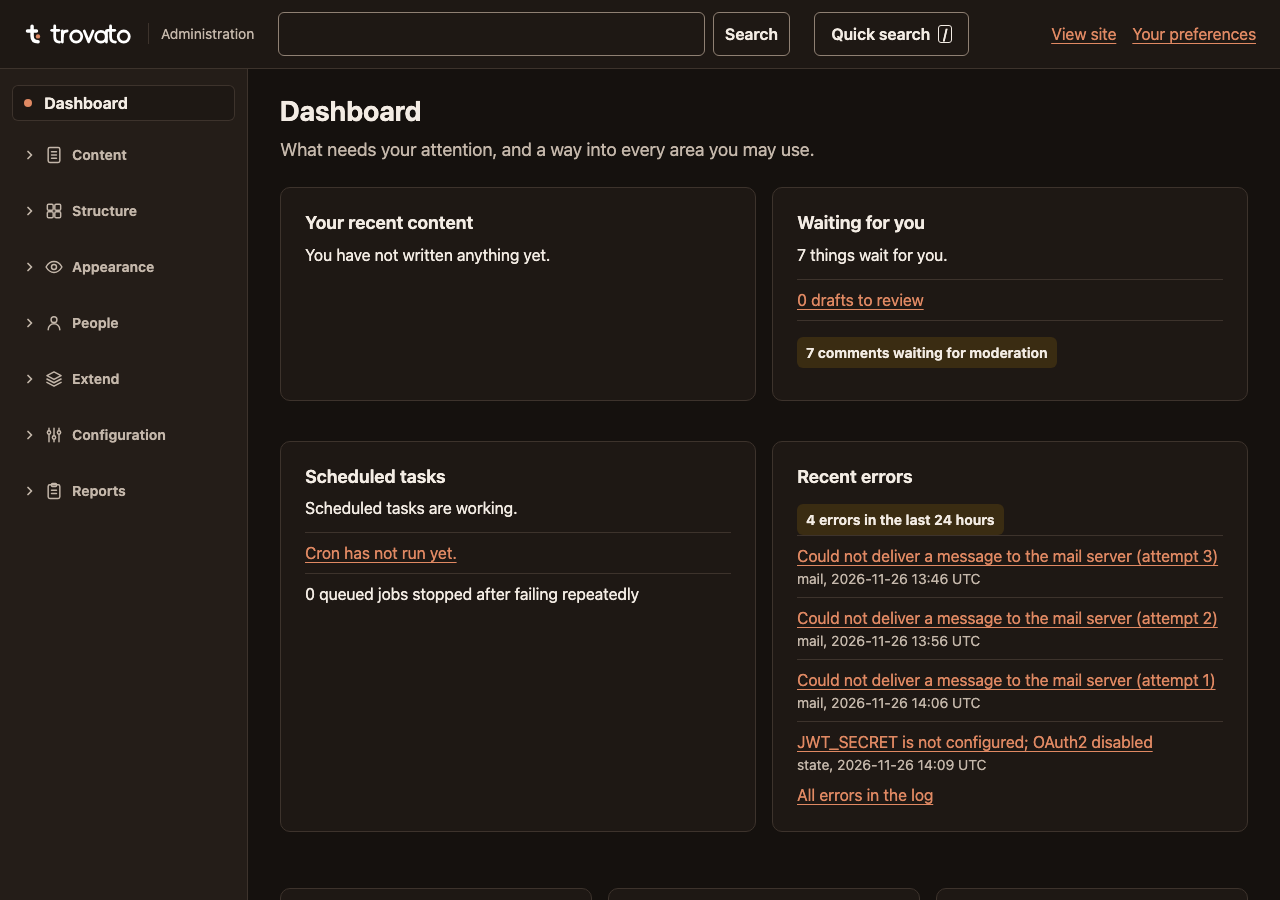 trovato
Administration
Search
Quick search /
View site
Your preferences
Dashboard
Content
Structure
Appearance
People
Extend
Configuration
Reports
Dashboard
What needs your attention, and a way into every area you may use.
Your recent content
You have not written anything yet.
Waiting for you
7 things wait for you.
0 drafts to review
7 comments waiting for moderation
Scheduled tasks
Scheduled tasks are working.
Cron has not run yet.
0 queued jobs stopped after failing repeatedly
Recent errors
4 errors in the last 24 hours
Could not deliver a message to the mail server (attempt 3)
mail, 2026-11-26 13:46 UTC
Could not deliver a message to the mail server (attempt 2)
mail, 2026-11-26 13:56 UTC
Could not deliver a message to the mail server (attempt 1)
mail, 2026-11-26 14:06 UTC
JWT_SECRET is not configured; OAuth2 disabled
state, 2026-11-26 14:09 UTC
All errors in the log